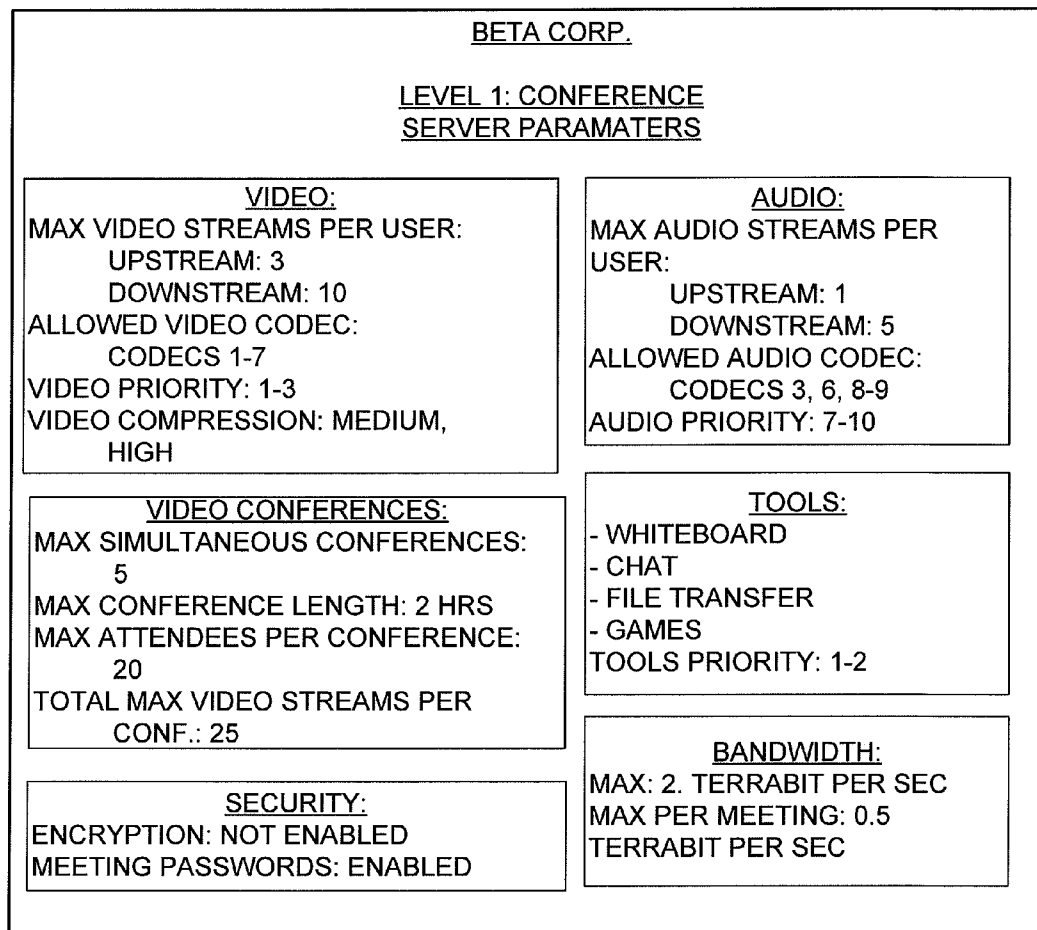 BETA CORP.
LEVEL 1: CONFERENCE
SERVER PARAMATERS
VIDEO:
MAX VIDEO STREAMS PER USER:
UPSTREAM: 3
DOWNSTREAM: 10
ALLOWED VIDEO CODEC:
CODECS 1-7
VIDEO PRIORITY: 1-3
VIDEO COMPRESSION: MEDIUM,
HIGH
AUDIO:
MAX AUDIO STREAMS PER
USER:
UPSTREAM: 1
DOWNSTREAM: 5
ALLOWED AUDIO CODEC:
CODECS 3, 6, 8-9
AUDIO PRIORITY: 7-10
VIDEO CONFERENCES:
MAX SIMULTANEOUS CONFERENCES:
5
MAX CONFERENCE LENGTH: 2 HRS
MAX ATTENDEES PER CONFERENCE:
20
TOTAL MAX VIDEO STREAMS PER
CONF.: 25
TOOLS:
- WHITEBOARD
- CHAT
- FILE TRANSFER
- GAMES
TOOLS PRIORITY: 1-2
SECURITY:
ENCRYPTION: NOT ENABLED
MEETING PASSWORDS: ENABLED
BANDWIDTH:
MAX: 2. TERRABIT PER SEC
MAX PER MEETING: 0.5
TERRABIT PER SEC